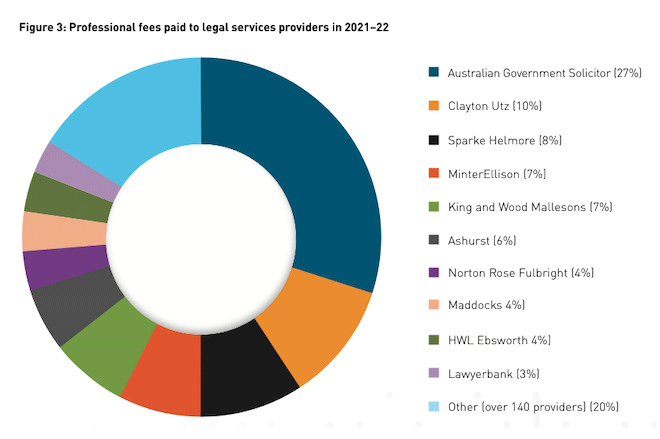 Figure 3: Professional fees paid to legal services providers in 2021–22
Australian Government Solicitor (27%)
Clayton Utz (10%)
Sparke Helmore (8%)
MinterEllison (7%)
King and Wood Mallesons (7%)
Ashurst (6%)
Norton Rose Fulbright (4%)
Maddocks 4%)
HWL Ebsworth 4%)
Lawyerbank (3%)
Other (over 140 providers) (20%)